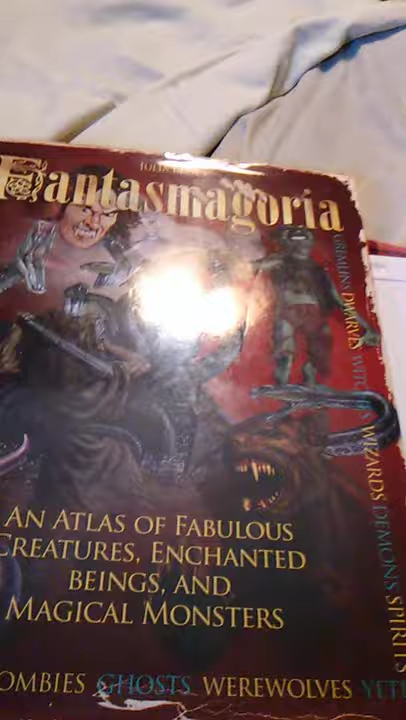 Fantasmagoria
GREMLINS DWARVES WITCHES WIZARDS DEMONS SPIRITS
AN ATLAS OF FABULOUS
CREATURES, ENCHANTED
BEINGS, AND
MAGICAL MONSTERS
ZOMBIES GHOSTS WEREWOLVES YETI